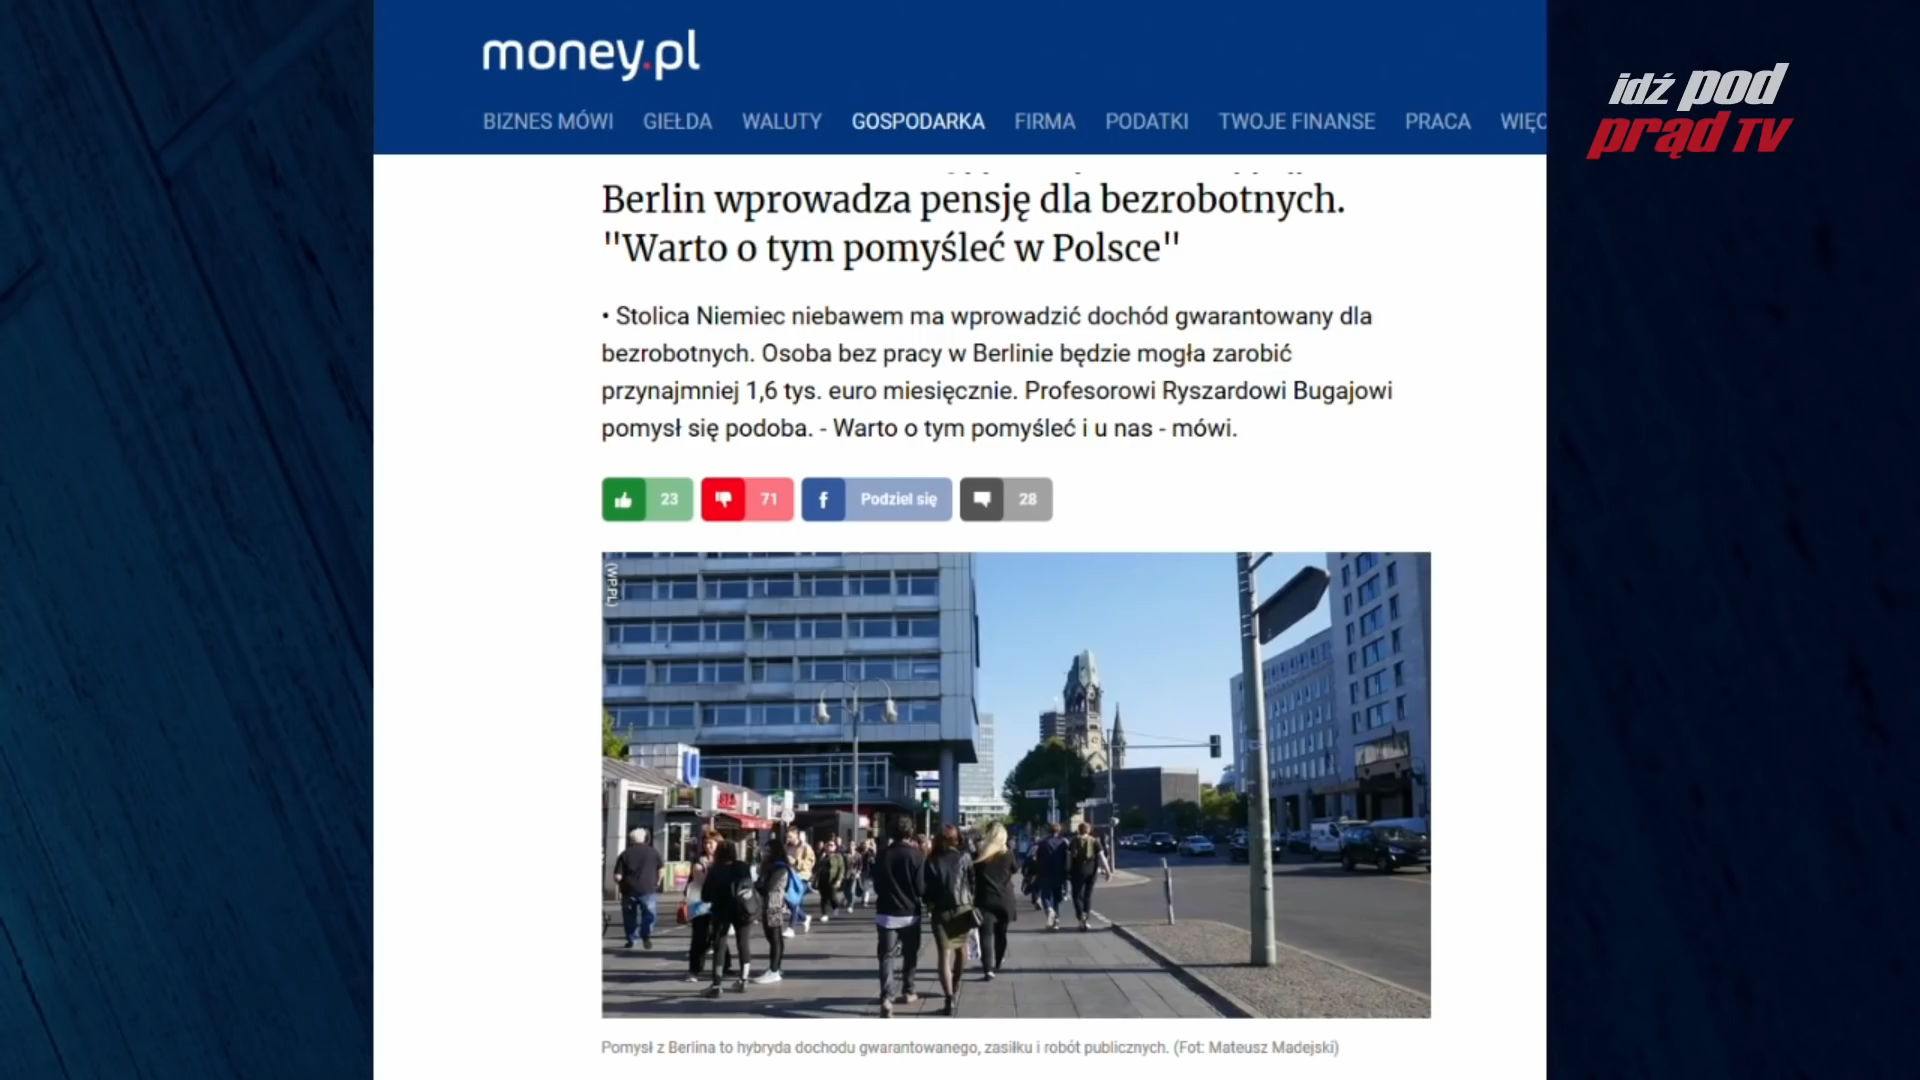 money.pl
idź pod
prąd TV
BIZNES MÓWI GIEŁDA WALUTY GOSPODARKA FIRMA PODATKI TWOJE FINANSE PRACA WIĘC
Berlin wprowadza pensję dla bezrobotnych.
"Warto o tym pomyśleć w Polsce"
• Stolica Niemiec niebawem ma wprowadzić dochód gwarantowany dla
bezrobotnych. Osoba bez pracy w Berlinie będzie mogła zarobić
przynajmniej 1,6 tys. euro miesięcznie. Profesorowi Ryszardowi Bugajowi
pomysł się podoba. - Warto o tym pomyśleć i u nas - mówi.
23 71 f Podziel się 28
(WP.PL)
Pomysł z Berlina to hybryda dochodu gwarantowanego, zasiłku i robót publicznych. (Fot: Mateusz Madejski)